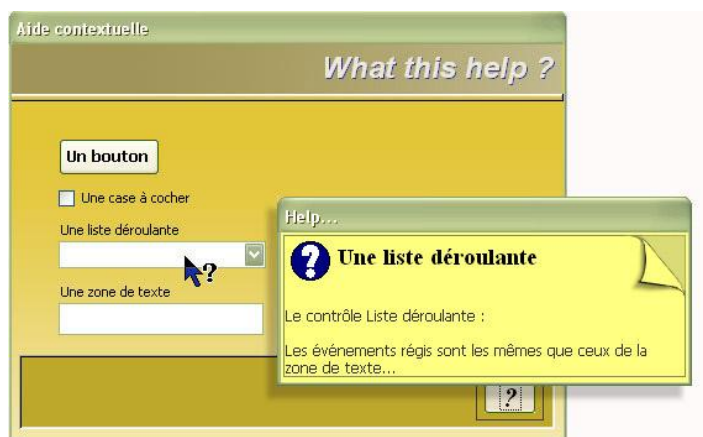 Aide contextuelle
What this help ?
Un bouton
Une case à cocher
Une liste déroulante
?
Une zone de texte
Help...
? Une liste déroulante
Le contrôle Liste déroulante :
Les événements régis sont les mêmes que ceux de la
zone de texte...
?